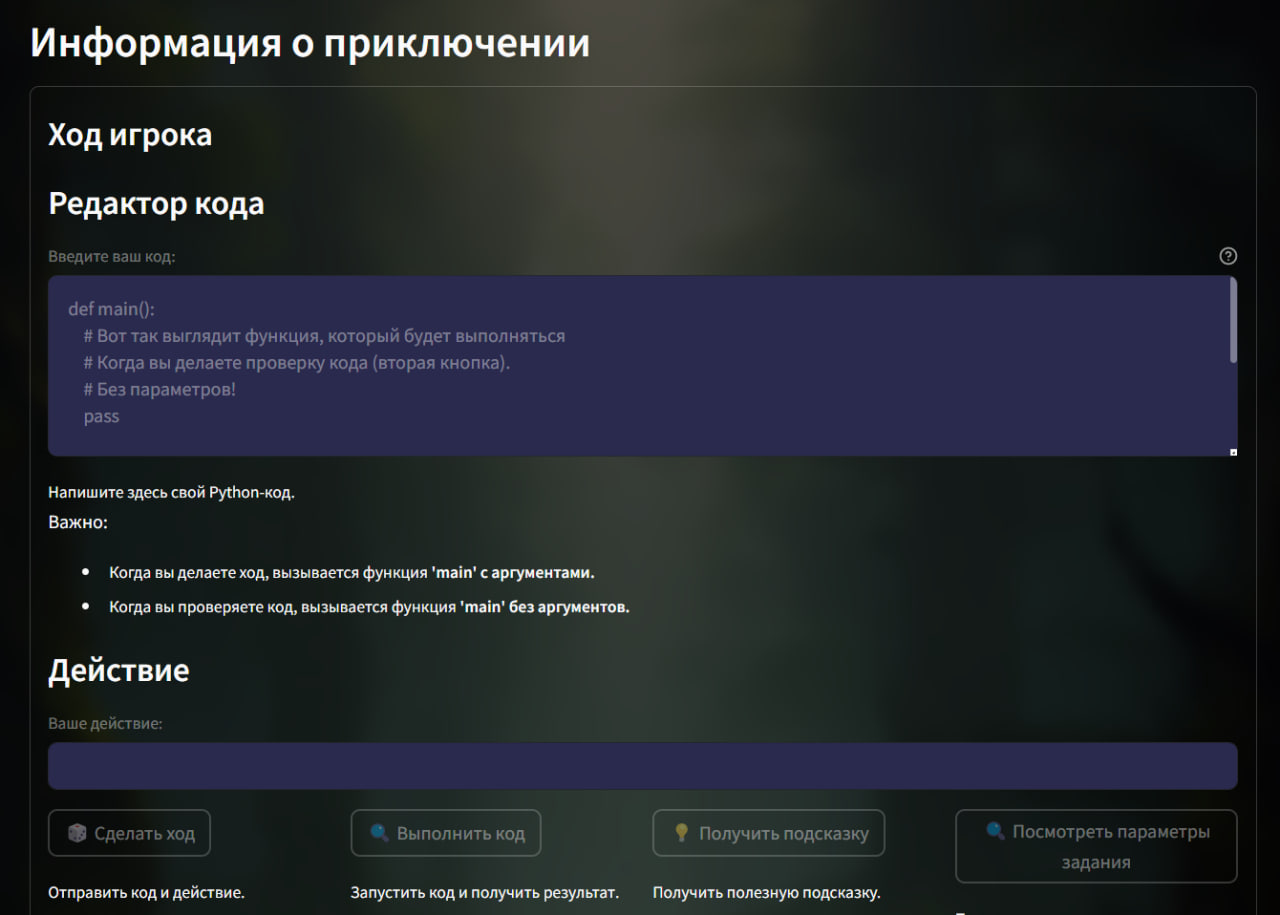 Информация о приключении
Ход игрока
Редактор кода
Введите ваш код:
def main():
# Вот так выглядит функция, который будет выполняться
# Когда вы делаете проверку кода (вторая кнопка).
# Без параметров!
pass
Напишите здесь свой Python-код.
Важно:
Когда вы делаете ход, вызывается функция 'main' с аргументами.
Когда вы проверяете код, вызывается функция 'main' без аргументов.
Действие
Ваше действие:
Сделать ход
Выполнить код
Получить подсказку
Посмотреть параметры
задания
Отправить код и действие.
Запустить код и получить результат.
Получить полезную подсказку.